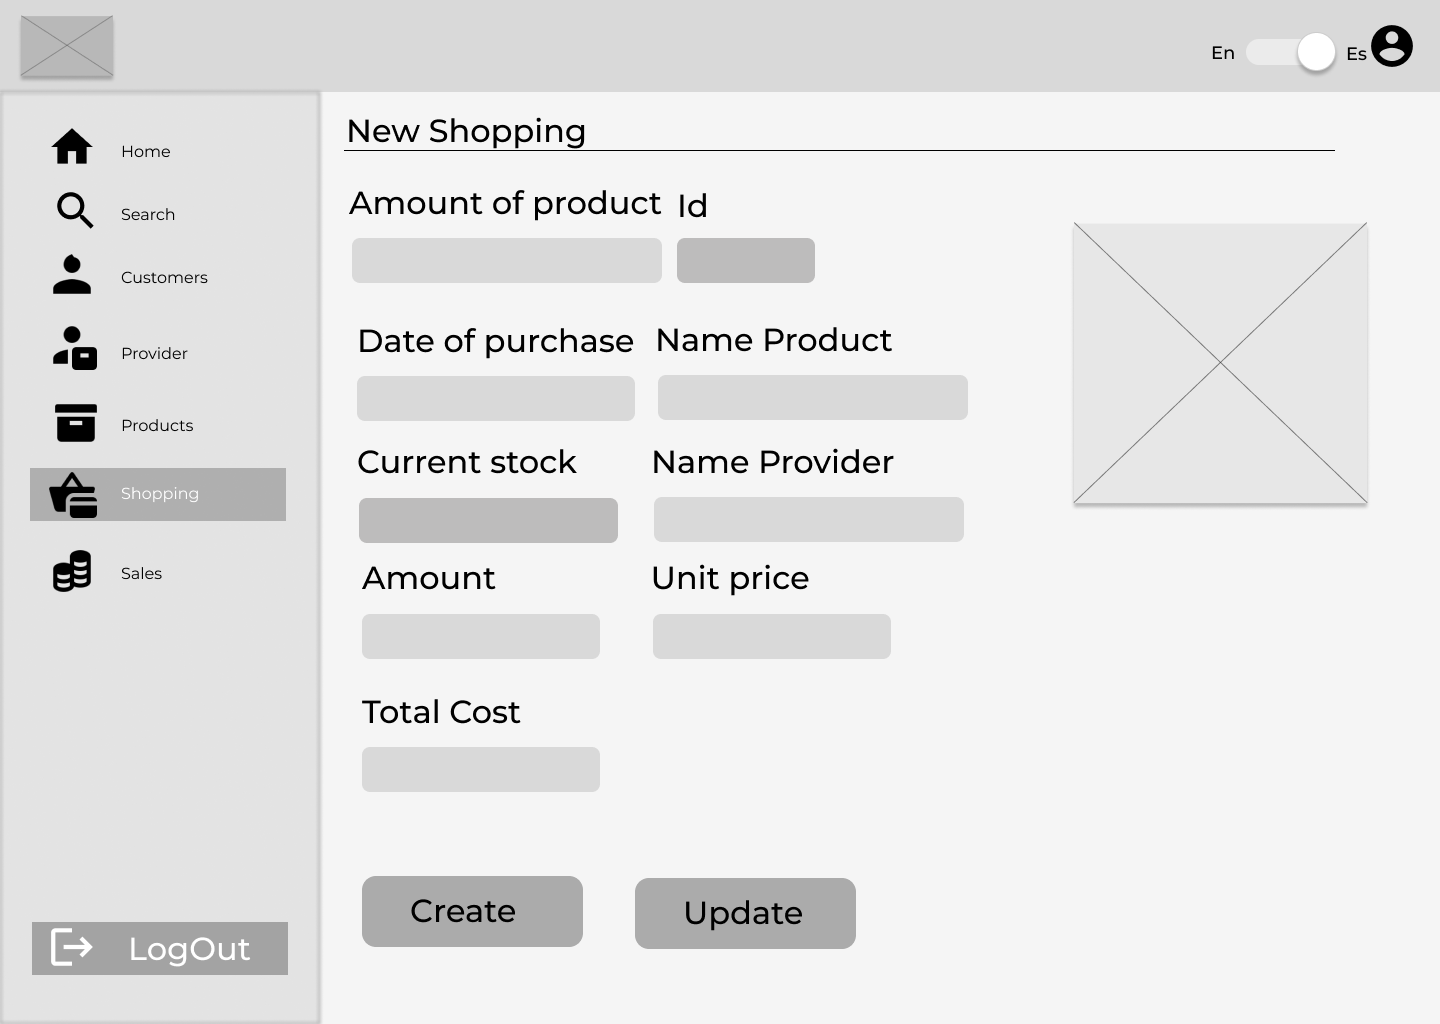 En Es
Home
Search
Customers
Provider
Products
Shopping
Sales
LogOut
New Shopping
Amount of product Id
Date of purchase Name Product
Current stock Name Provider
Amount Unit price
Total Cost
Create Update